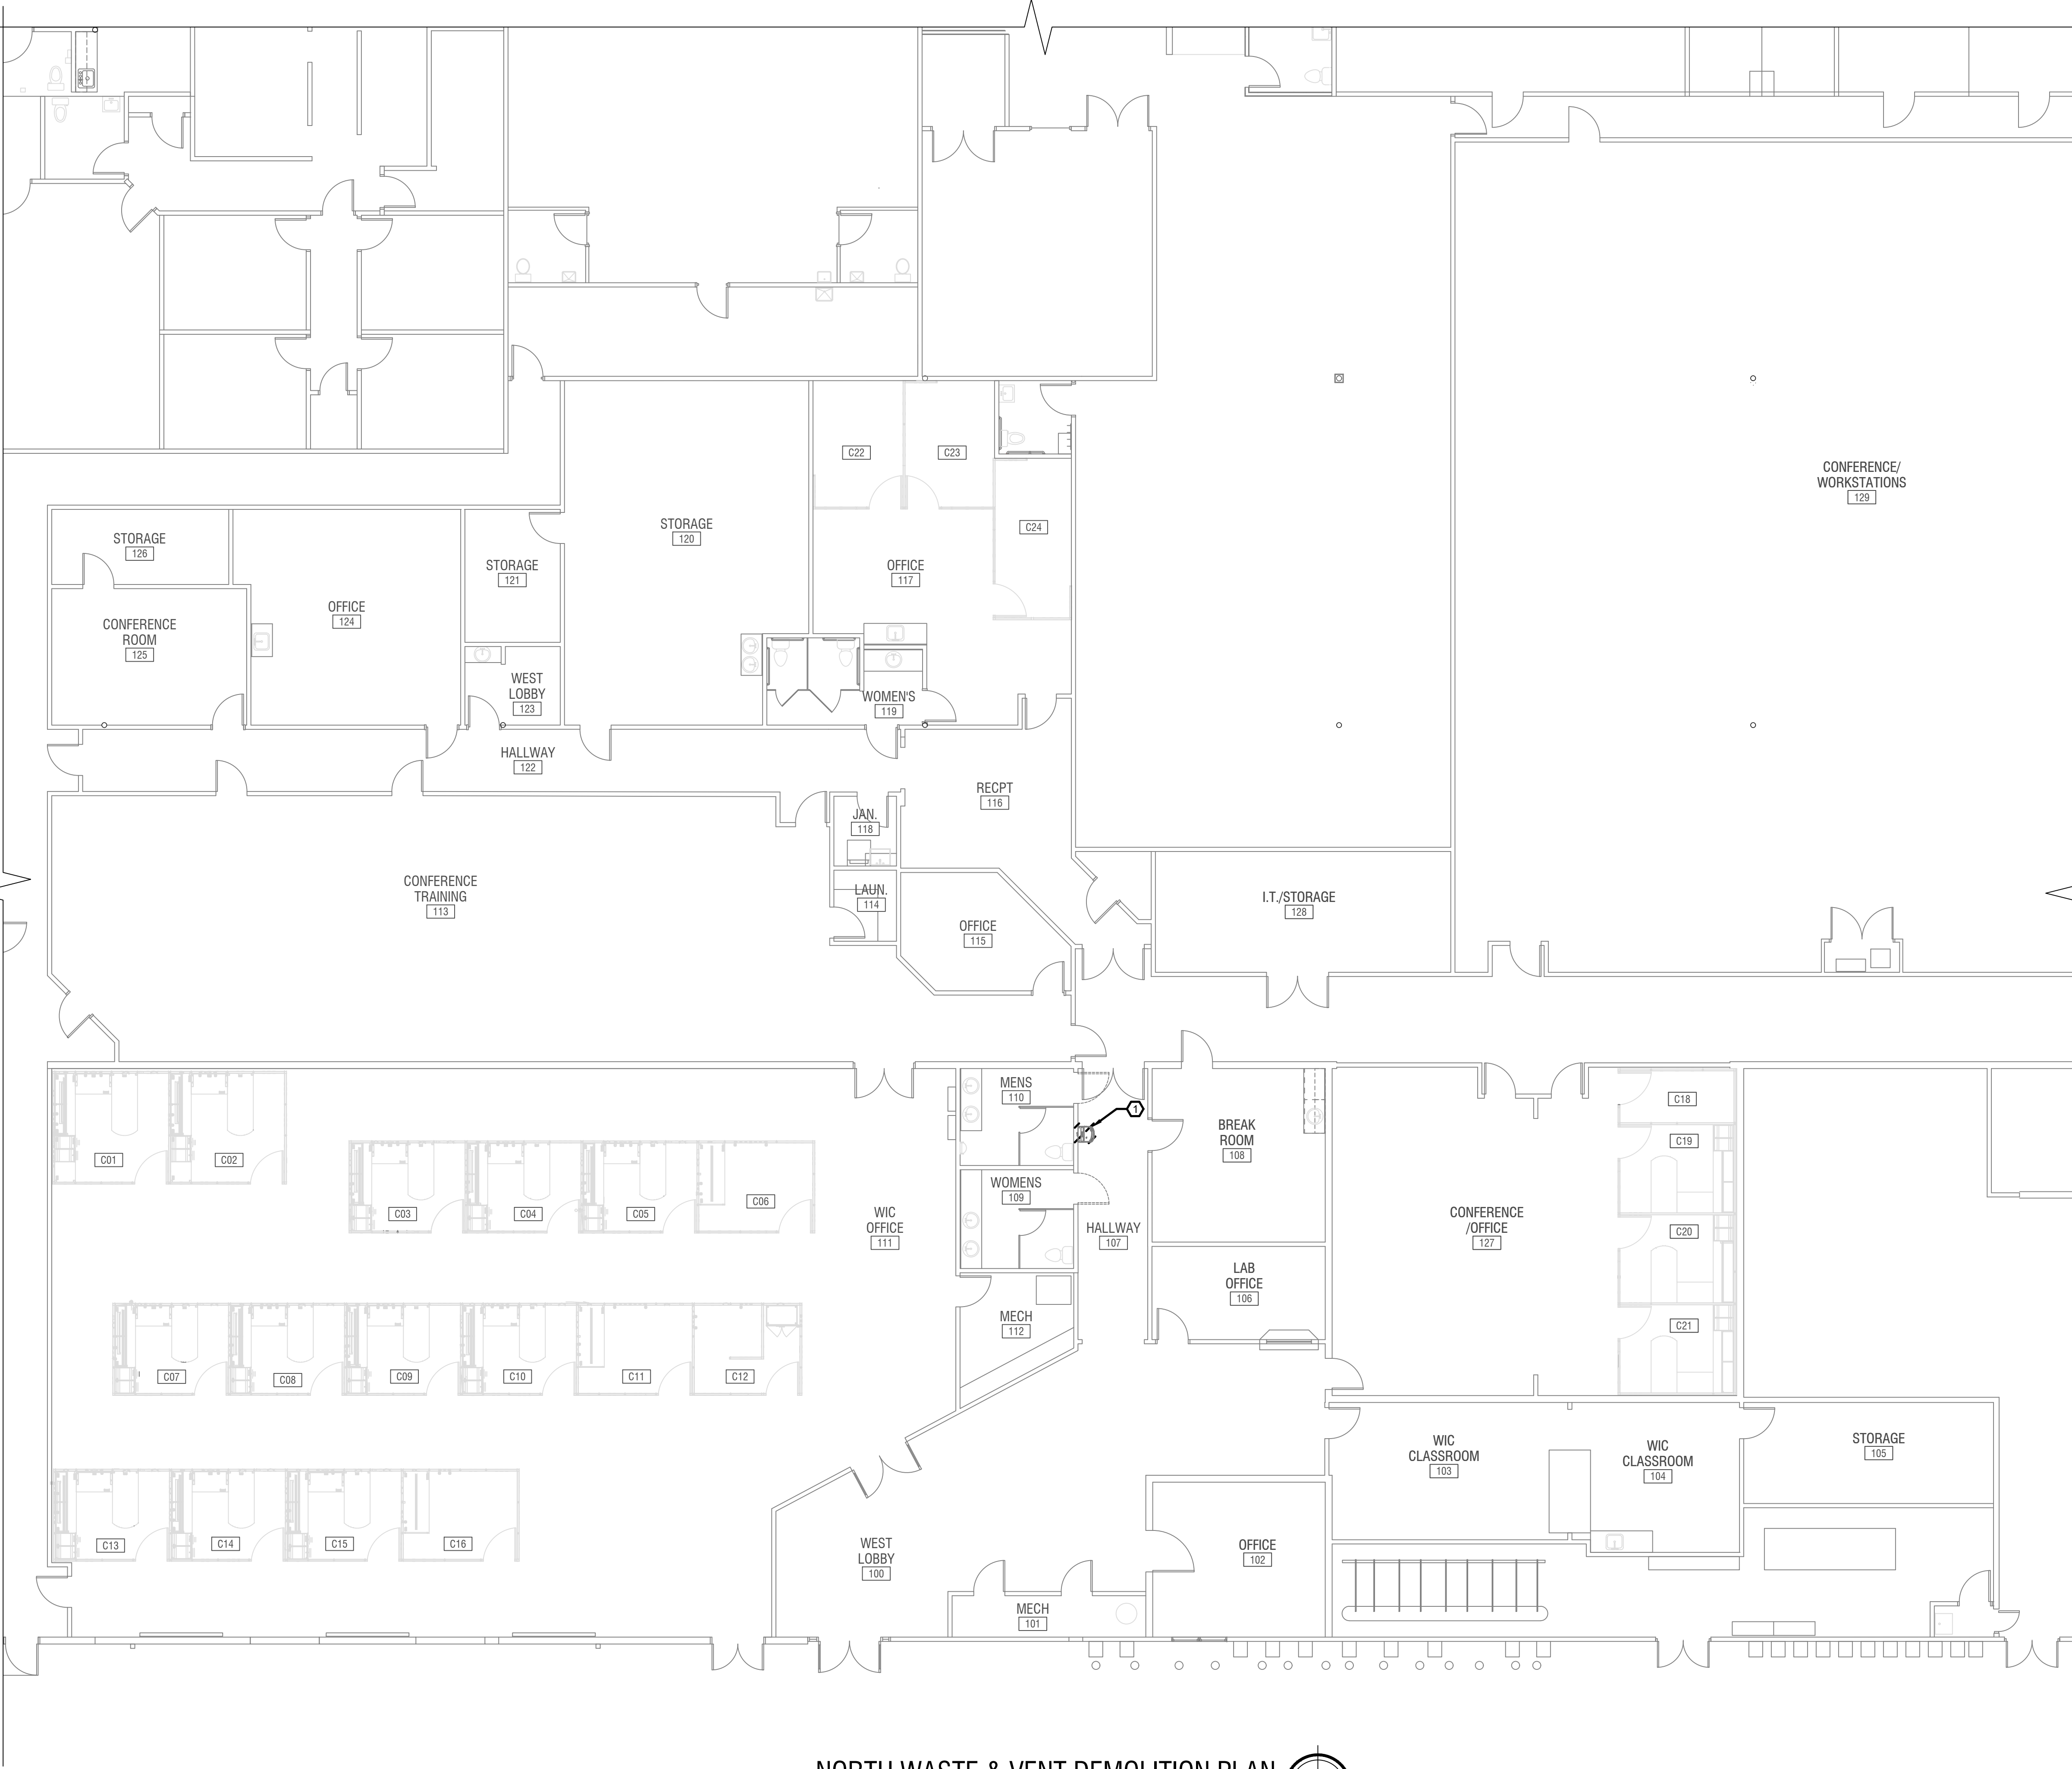 C22
C23
CONFERENCE/
WORKSTATIONS
129
C24
STORAGE
120
STORAGE
126
STORAGE
121
OFFICE
117
OFFICE
124
CONFERENCE
ROOM
125
WEST
LOBBY
123
WOMEN'S
119
HALLWAY
122
RECPT
116
JAN.
118
CONFERENCE
TRAINING
113
LAUN.
114
I.T./STORAGE
128
OFFICE
115
MENS
110
1
C18
BREAK
ROOM
108
C19
C01
C02
WOMENS
109
C06
C03
C04
C05
WIC
OFFICE
111
HALLWAY
107
CONFERENCE
/OFFICE
127
C20
LAB
OFFICE
106
MECH
112
C21
C07
C08
C09
C10
C11
C12
WIC
CLASSROOM
103
WIC
CLASSROOM
104
STORAGE
105
C13
C14
C15
C16
WEST
LOBBY
100
OFFICE
102
MECH
101
NORTH WASTE & VENT DEMOLITION PLAN